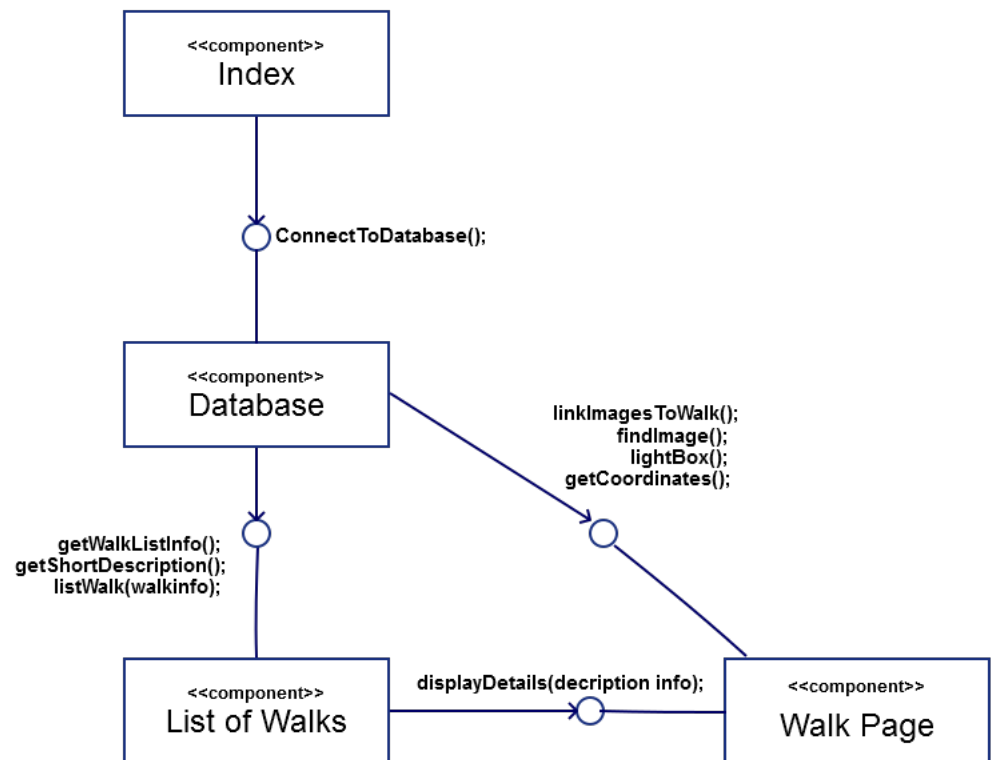 <<component>>
Index
ConnectToDatabase();
<<component>>
Database
linkImagesToWalk();
findImage();
lightBox();
getCoordinates();
getWalkListInfo();
getShortDescription();
listWalk(walkinfo);
<<component>>
List of Walks
displayDetails(decription info);
<<component>>
Walk Page